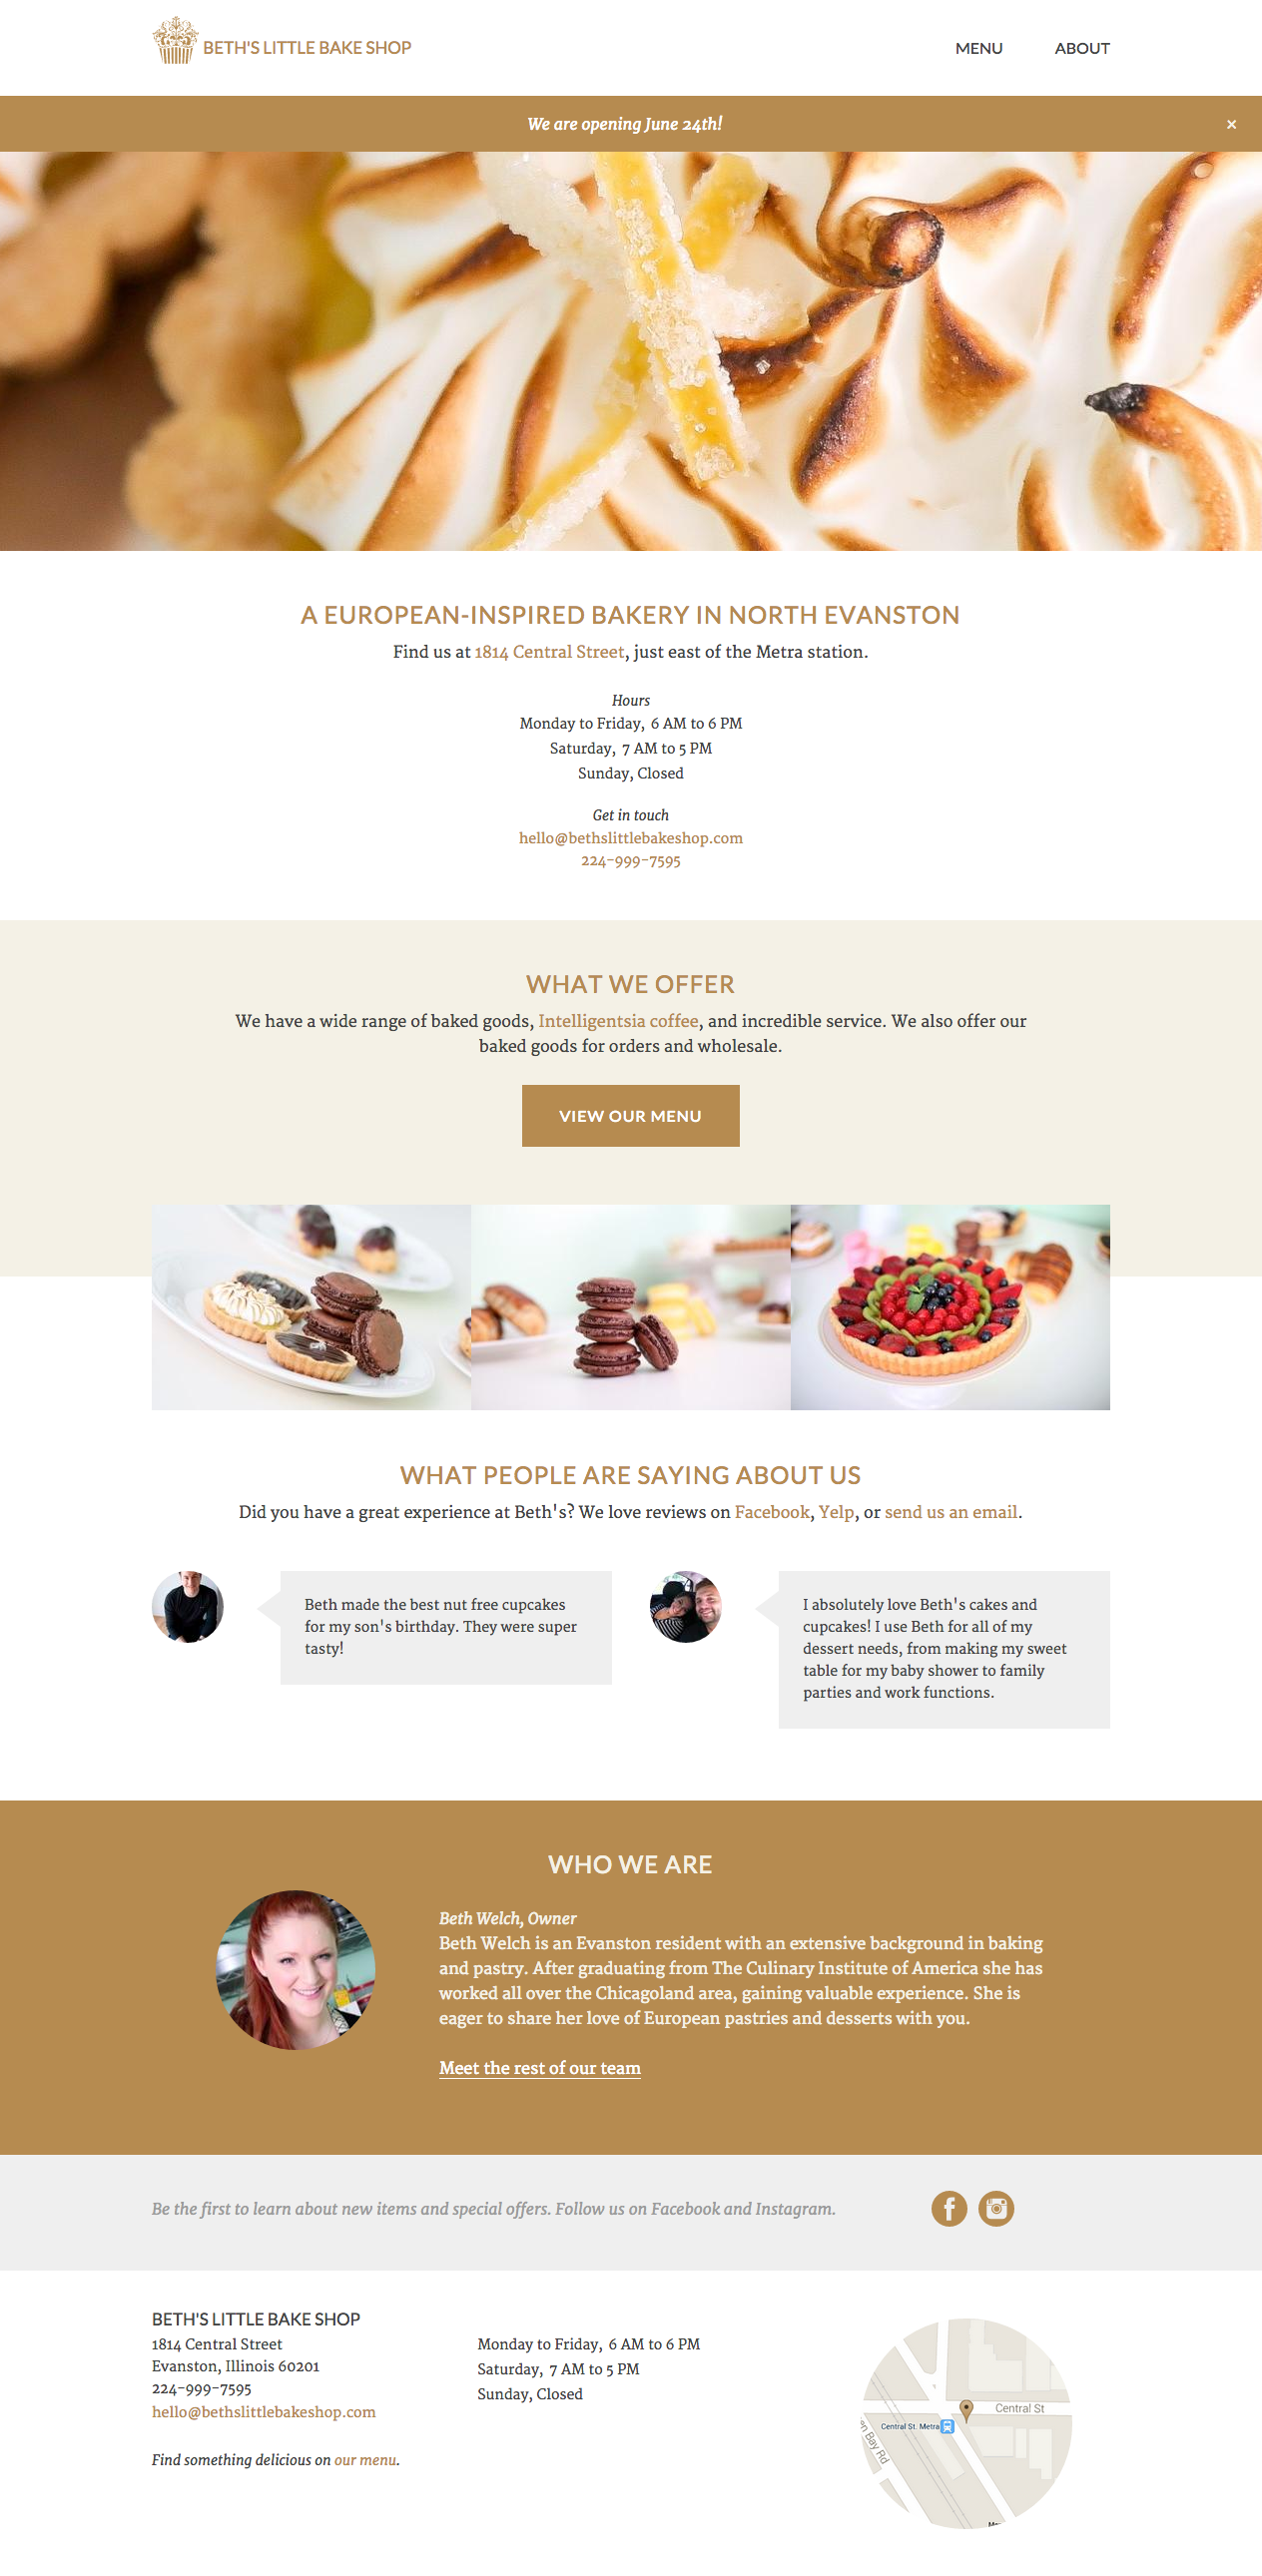 BETH'S LITTLE BAKE SHOP
MENU
ABOUT
We are opening June 24th!
×
A EUROPEAN-INSPIRED BAKERY IN NORTH EVANSTON
Find us at 1814 Central Street, just east of the Metra station.
Hours
Monday to Friday, 6 AM to 6 PM
Saturday, 7 AM to 5 PM
Sunday, Closed
Get in touch
hello@bethslittlebakeshop.com
224-999-7595
WHAT WE OFFER
We have a wide range of baked goods, Intelligentsia coffee, and incredible service. We also offer our
baked goods for orders and wholesale.
VIEW OUR MENU
WHAT PEOPLE ARE SAYING ABOUT US
Did you have a great experience at Beth's? We love reviews on Facebook, Yelp, or send us an email.
Beth made the best nut free cupcakes
for my son's birthday. They were super
tasty!
I absolutely love Beth's cakes and
cupcakes! I use Beth for all of my
dessert needs, from making my sweet
table for my baby shower to family
parties and work functions.
WHO WE ARE
Beth Welch, Owner
Beth Welch is an Evanston resident with an extensive background in baking
and pastry. After graduating from The Culinary Institute of America she has
worked all over the Chicagoland area, gaining valuable experience. She is
eager to share her love of European pastries and desserts with you.
Meet the rest of our team
Be the first to learn about new items and special offers. Follow us on Facebook and Instagram.
BETH'S LITTLE BAKE SHOP
1814 Central Street
Evanston, Illinois 60201
224-999-7595
hello@bethslittlebakeshop.com
Find something delicious on our menu.
Monday to Friday, 6 AM to 6 PM
Saturday, 7 AM to 5 PM
Sunday, Closed
Central St
Central St. Metra
en Bay Rd